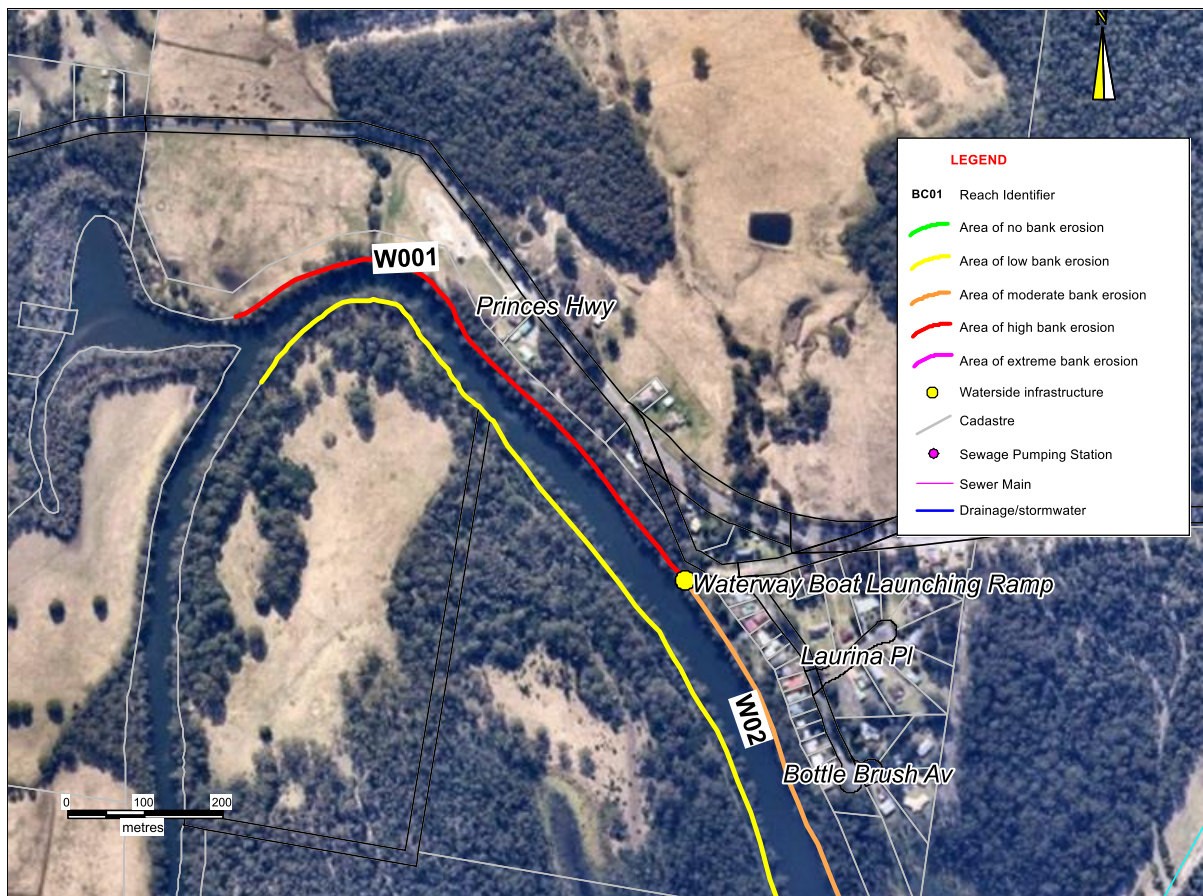 N
LEGEND
BC01 Reach Identifier
Area of no bank erosion
Area of low bank erosion
Area of moderate bank erosion
Area of high bank erosion
Area of extreme bank erosion
Waterside infrastructure
Cadastre
Sewage Pumping Station
Sewer Main
Drainage/stormwater
W001
Princes Hwy
Waterway Boat Launching Ramp
Laurina Pl
W02
Bottle Brush Av
0 100 200
metres